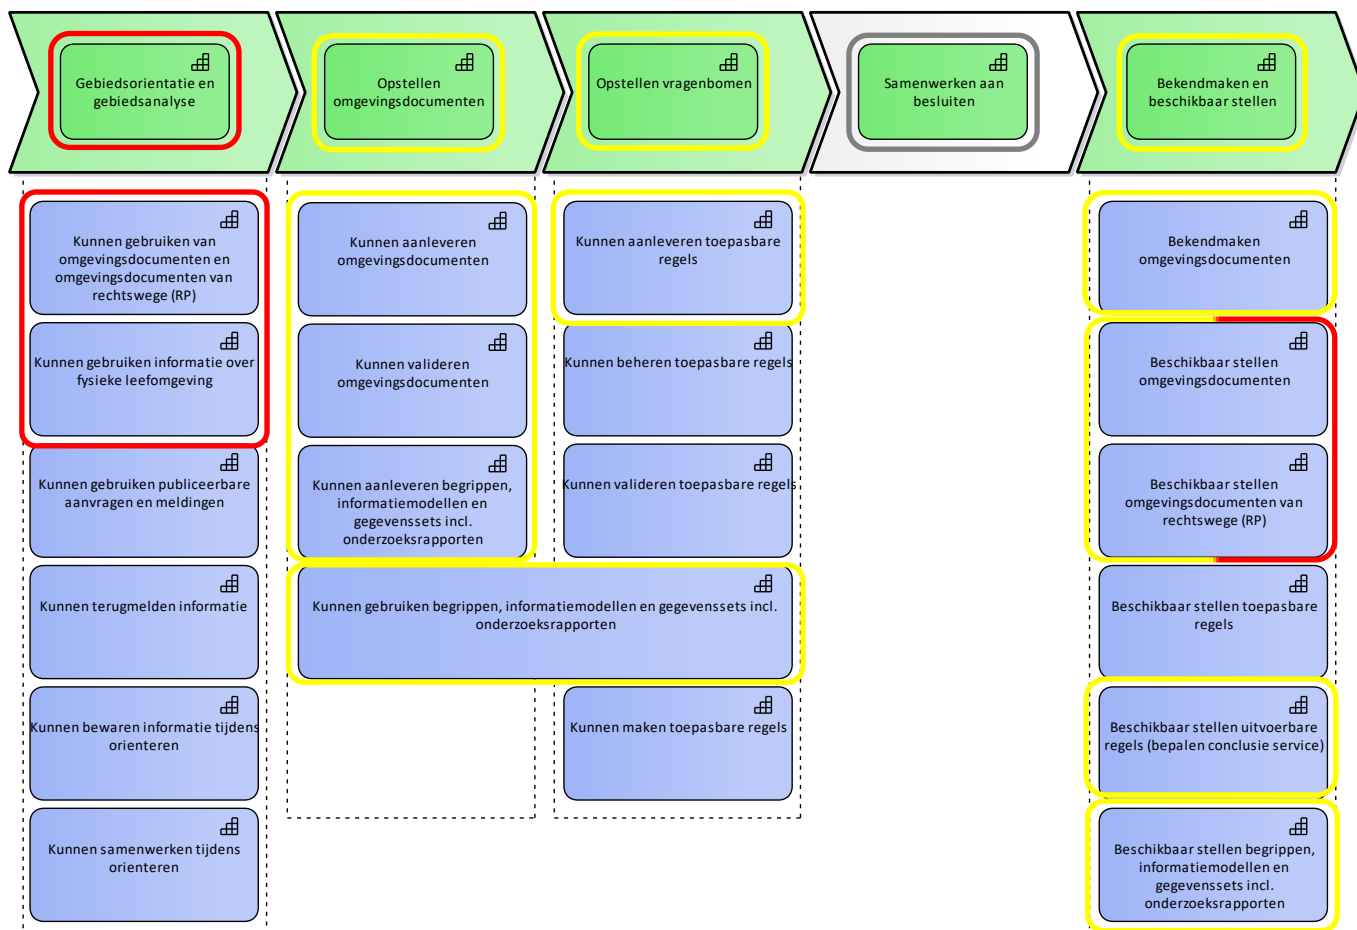 Gebiedsorientatie en
gebiedsanalyse
Opstellen
omgevingsdocumenten
Opstellen vragenbomen
Samenwerken aan
besluiten
Bekendmaken en
beschikbaar stellen
Kunnen gebruiken van
omgevingsdocumenten en
omgevingsdocumenten van
rechtswege (RP)
Kunnen gebruiken informatie over
fysieke leefomgeving
Kunnen gebruiken publiceerbare
aanvragen en meldingen
Kunnen terugmelden informatie
Kunnen bewaren informatie tijdens
orienteren
Kunnen samenwerken tijdens
orienteren
Kunnen aanleveren
omgevingsdocumenten
Kunnen valideren
omgevingsdocumenten
Kunnen aanleveren begrippen,
informatiemodellen en
gegevenssets incl.
onderzoeksrapporten
Kunnen gebruiken begrippen, informatiemodellen en gegevenssets incl.
onderzoeksrapporten
Kunnen aanleveren toepasbare
regels
Kunnen beheren toepasbare regels
Kunnen valideren toepasbare regels
Kunnen maken toepasbare regels
Bekendmaken
omgevingsdocumenten
Beschikbaar stellen
omgevingsdocumenten
Beschikbaar stellen
omgevingsdocumenten van
rechtswege (RP)
Beschikbaar stellen toepasbare
regels
Beschikbaar stellen uitvoerbare
regels (bepalen conclusie service)
Beschikbaar stellen begrippen,
informatiemodellen en
gegevenssets incl.
onderzoeksrapporten